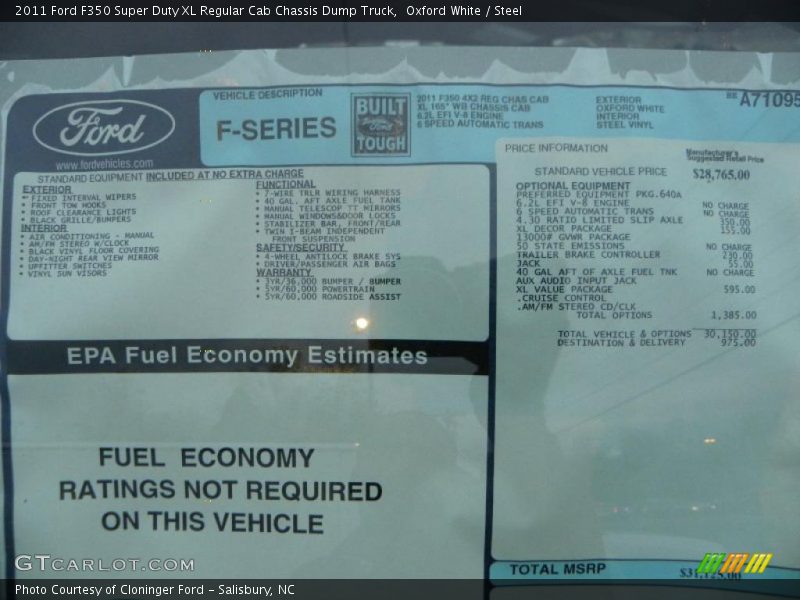 2011 Ford F350 Super Duty XL Regular Cab Chassis Dump Truck,  Oxford White / Steel
Ford
www.fordvehicles.com
VEHICLE DESCRIPTION
F-SERIES
BUILT
Ford
TOUGH
2011 F350 4X2 REG CHAS CAB
XL 165" WB CHASSIS CAB
6.2L EFI V-8 ENGINE
6 SPEED AUTOMATIC TRANS
EXTERIOR
OXFORD WHITE
INTERIOR
STEEL VINYL
A71095
STANDARD EQUIPMENT INCLUDED AT NO EXTRA CHARGE
EXTERIOR
• FIXED INTERVAL WIPERS
• FRONT TOW HOOKS
• ROOF CLEARANCE LIGHTS
• BLACK GRILLE/BUMPERS
INTERIOR
• AIR CONDITIONING - MANUAL
• AM/FM STEREO W/CLOCK
• BLACK VINYL FLOOR COVERING
• DAY-NIGHT REAR VIEW MIRROR
• UPFITTER SWITCHES
• VINYL SUN VISORS
FUNCTIONAL
• 7-WIRE TRLR WIRING HARNESS
• 40 GAL. AFT AXLE FUEL TANK
• MANUAL TELESCOP TT MIRRORS
• MANUAL WINDOWS&DOOR LOCKS
• STABILIZER BAR, FRONT/REAR
• TWIN I-BEAM INDEPENDENT
FRONT SUSPENSION
SAFETY/SECURITY
• 4-WHEEL ANTILOCK BRAKE SYS
• DRIVER/PASSENGER AIR BAGS
WARRANTY
• 3YR/36,000 BUMPER / BUMPER
• 5YR/60,000 POWERTRAIN
• 5YR/60,000 ROADSIDE ASSIST
PRICE INFORMATION
Manufacturer's
Suggested Retail Price
STANDARD VEHICLE PRICE $28,765.00
OPTIONAL EQUIPMENT
PREFERRED EQUIPMENT PKG.640A
6.2L EFI V-8 ENGINE NO CHARGE
6 SPEED AUTOMATIC TRANS NO CHARGE
4.30 RATIO LIMITED SLIP AXLE 350.00
XL DECOR PACKAGE 155.00
13000# GVWR PACKAGE
50 STATE EMISSIONS NO CHARGE
TRAILER BRAKE CONTROLLER 230.00
JACK 55.00
40 GAL AFT OF AXLE FUEL TNK NO CHARGE
AUX AUDIO INPUT JACK
XL VALUE PACKAGE 595.00
.CRUISE CONTROL
.AM/FM STEREO CD/CLK
TOTAL OPTIONS 1,385.00
TOTAL VEHICLE & OPTIONS 30,150.00
DESTINATION & DELIVERY 975.00
EPA Fuel Economy Estimates
FUEL ECONOMY
RATINGS NOT REQUIRED
ON THIS VEHICLE
TOTAL MSRP $31,125.00
GTCARLOT.COM
Photo Courtesy of Cloninger Ford - Salisbury, NC